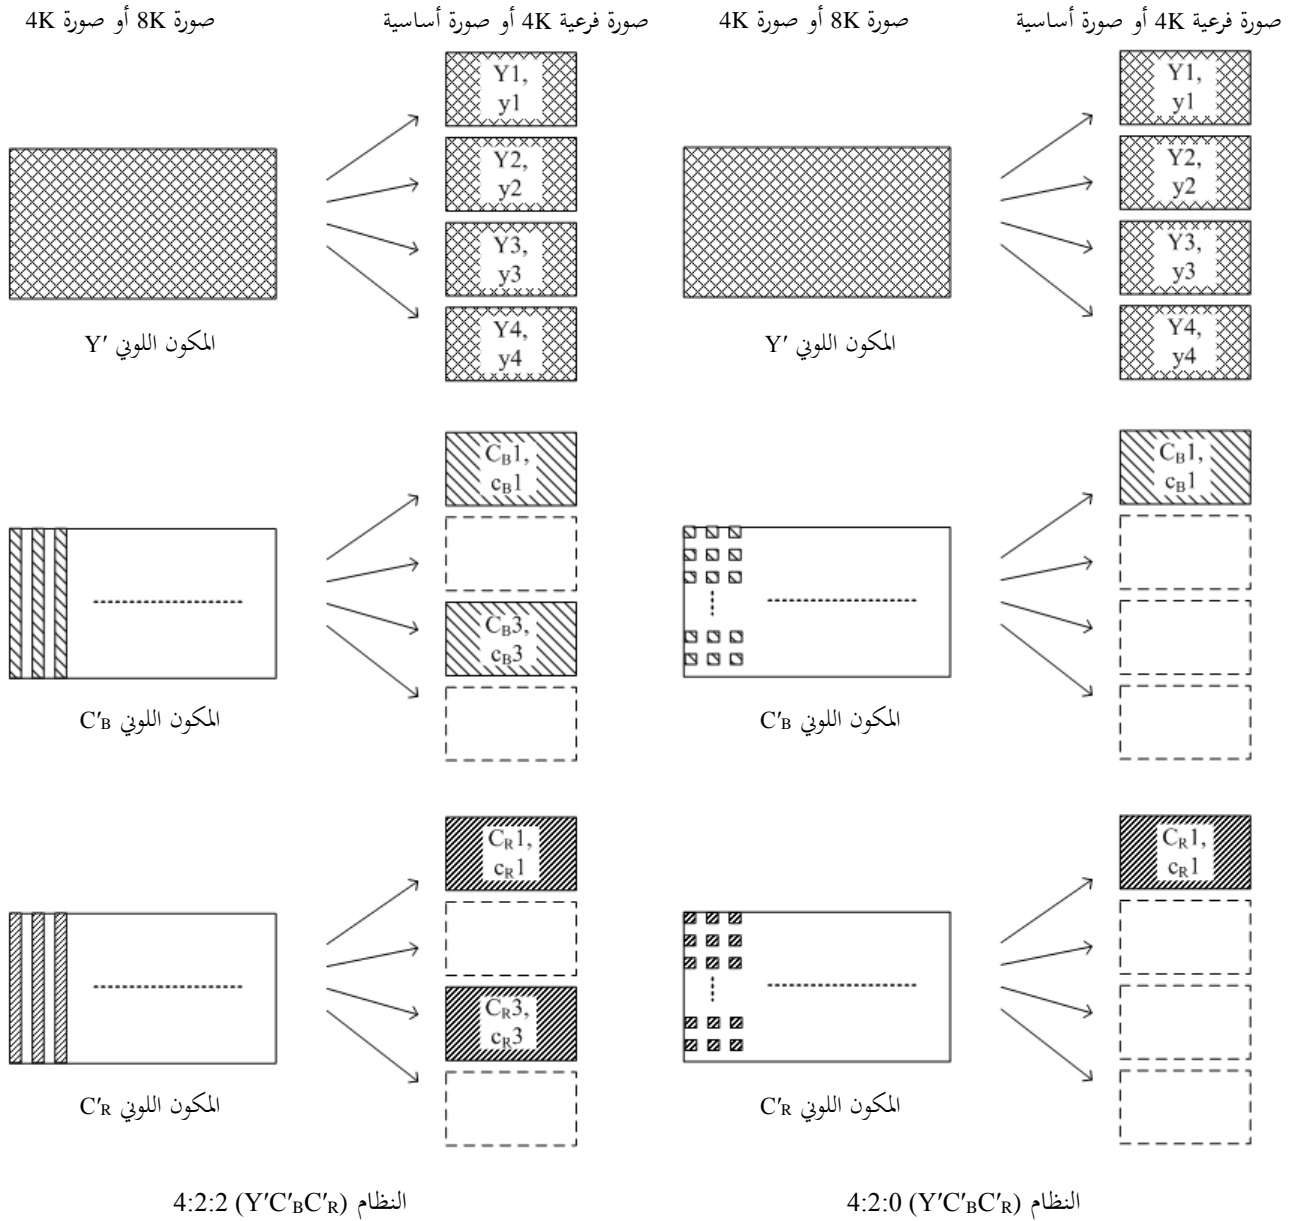 صورة 8K أو صورة 4K
صورة فرعية 4K أو صورة أساسية
صورة 8K أو صورة 4K
صورة فرعية 4K أو صورة أساسية
Y1,
y1
Y2,
y2
Y3,
y3
Y4,
y4
المكون اللوني Y′
Y1,
y1
Y2,
y2
Y3,
y3
Y4,
y4
المكون اللوني Y′
CB1,
cB1
CB3,
cB3
المكون اللوني C′B
CB1,
cB1
المكون اللوني C′B
CR1,
cR1
CR3,
cR3
المكون اللوني C′R
CR1,
cR1
المكون اللوني C′R
النظام 4:2:2 (Y′C′BC′R)
النظام 4:2:0 (Y′C′BC′R)